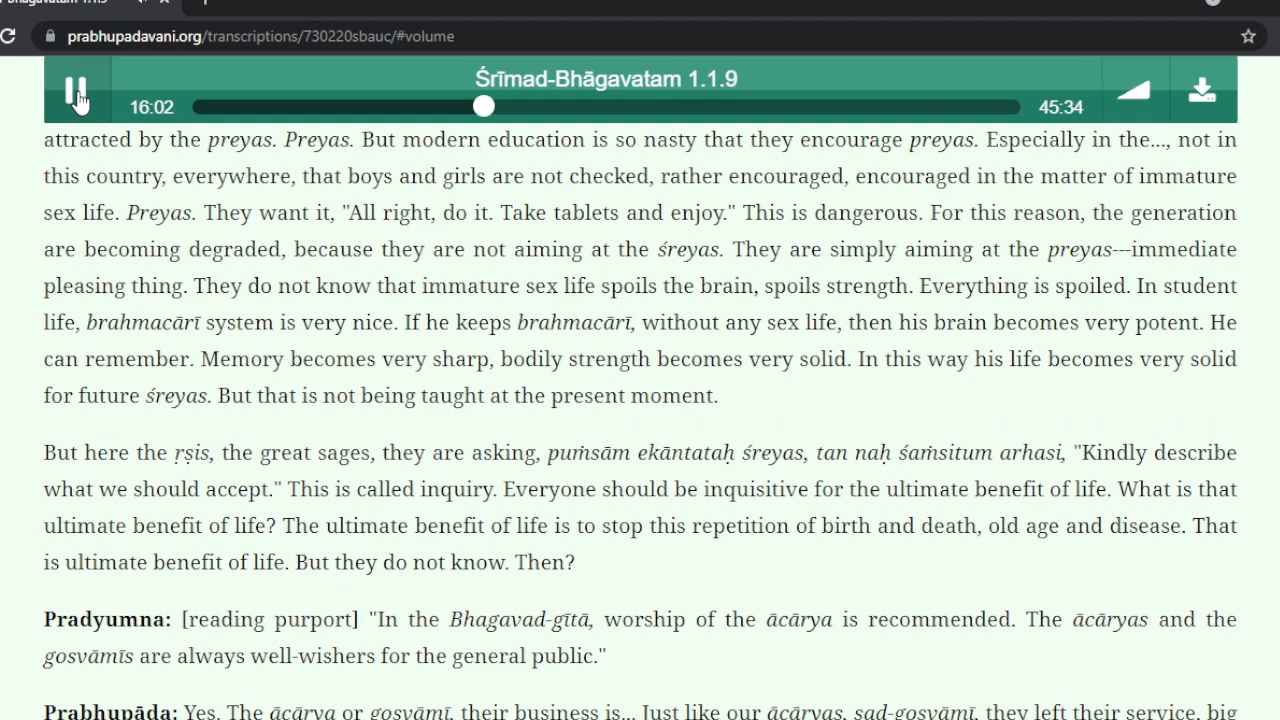 prabhupadavani.org/transcriptions/730220sbauc/#volume
Śrīmad-Bhāgavatam 1.1.9
16:02
45:34
attracted by the preyas. Preyas. But modern education is so nasty that they encourage preyas. Especially in the..., not in
this country, everywhere, that boys and girls are not checked, rather encouraged, encouraged in the matter of immature
sex life. Preyas. They want it, "All right, do it. Take tablets and enjoy." This is dangerous. For this reason, the generation
are becoming degraded, because they are not aiming at the śreyas. They are simply aiming at the preyas---immediate
pleasing thing. They do not know that immature sex life spoils the brain, spoils strength. Everything is spoiled. In student
life, brahmacārī system is very nice. If he keeps brahmacārī, without any sex life, then his brain becomes very potent. He
can remember. Memory becomes very sharp, bodily strength becomes very solid. In this way his life becomes very solid
for future śreyas. But that is not being taught at the present moment.
But here the ṛṣis, the great sages, they are asking, puṁsām ekāntataḥ śreyas, tan naḥ śaṁsitum arhasi, "Kindly describe
what we should accept." This is called inquiry. Everyone should be inquisitive for the ultimate benefit of life. What is that
ultimate benefit of life? The ultimate benefit of life is to stop this repetition of birth and death, old age and disease. That
is ultimate benefit of life. But they do not know. Then?
Pradyumna: [reading purport] "In the Bhagavad-gītā, worship of the ācārya is recommended. The ācāryas and the
gosvāmīs are always well-wishers for the general public."
Prabhupāda: Yes. The ācārya or gosvāmī, their business is... Just like our ācāryas, ṣaḍ-gosvāmī, they left their service, big